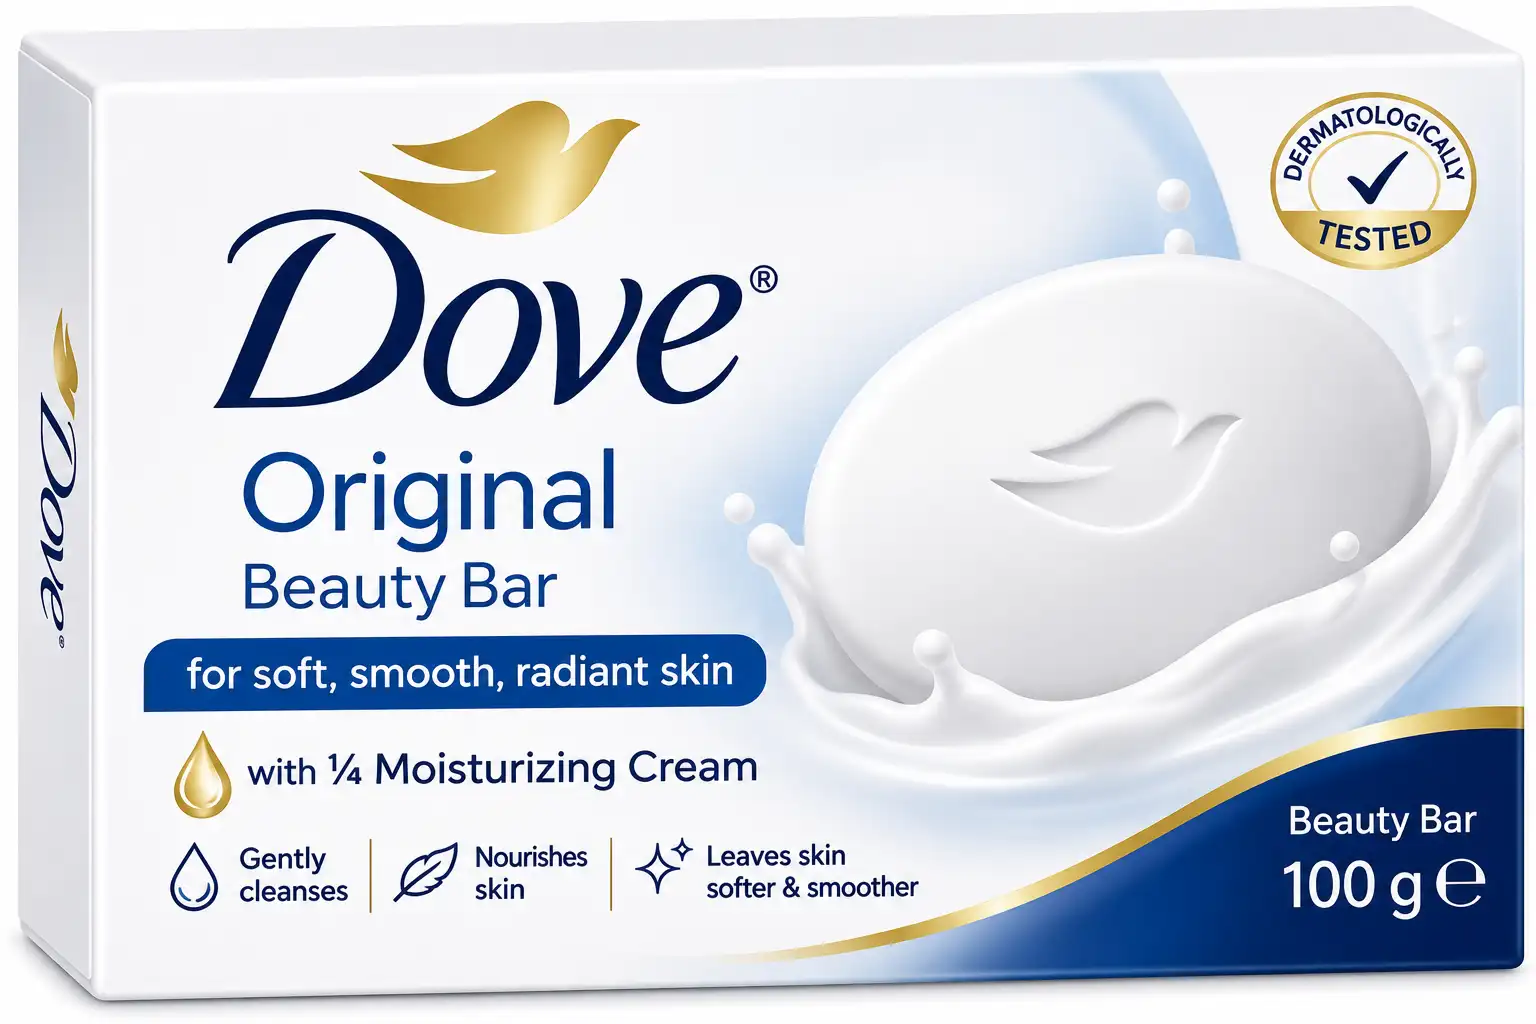 Dove®
Original
Beauty Bar
for soft, smooth, radiant skin
with ¼ Moisturizing Cream
Gently
cleanses
Nourishes
skin
Leaves skin
softer & smoother
DERMATOLOGICALLY
TESTED
Beauty Bar
100 g ℮
Dove®